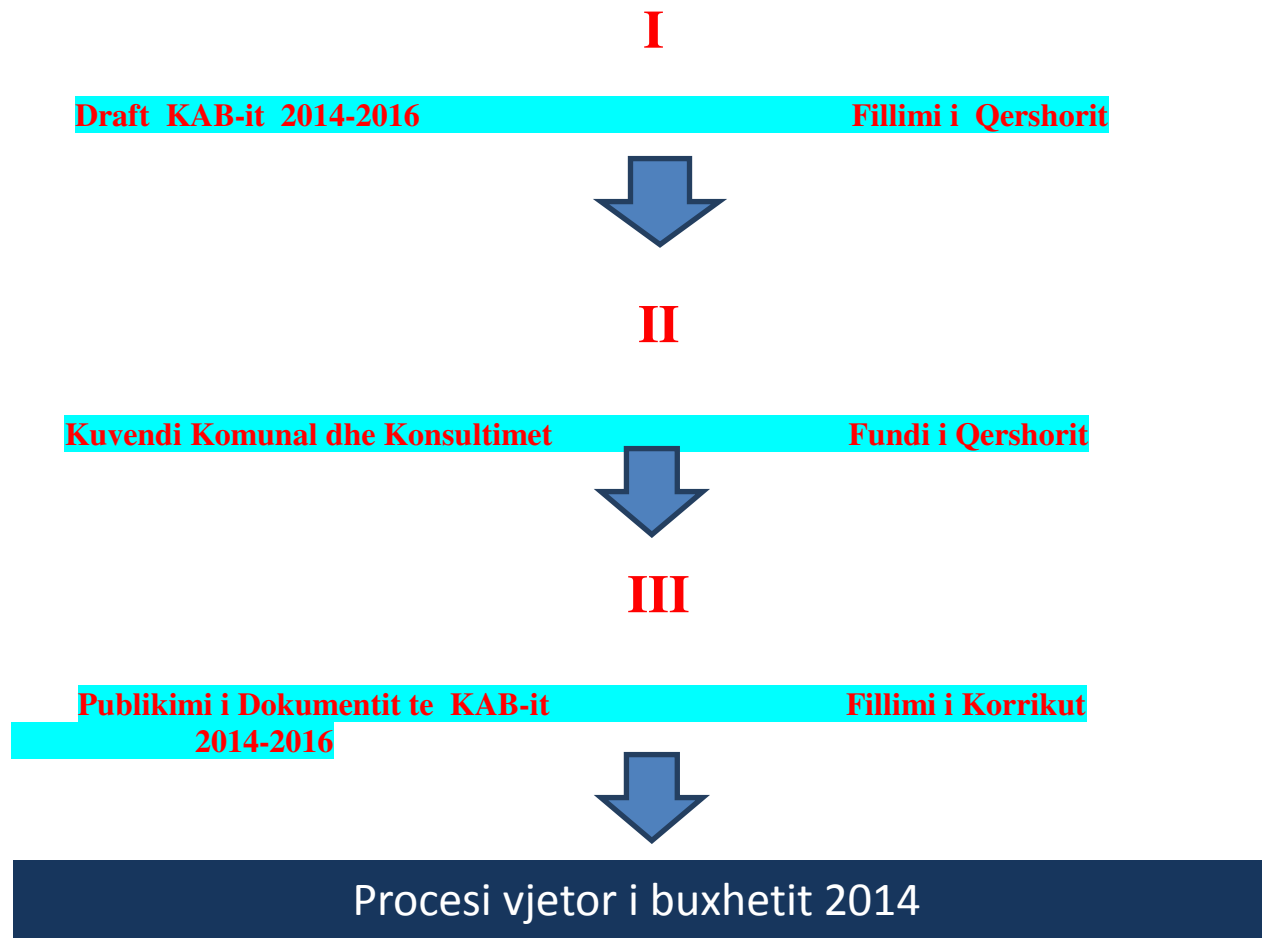 I
Draft KAB-it 2014-2016 Fillimi i Qershorit
II
Kuvendi Komunal dhe Konsultimet Fundi i Qershorit
III
Publikimi i Dokumentit te KAB-it Fillimi i Korrikut
2014-2016
Procesi vjetor i buxhetit 2014